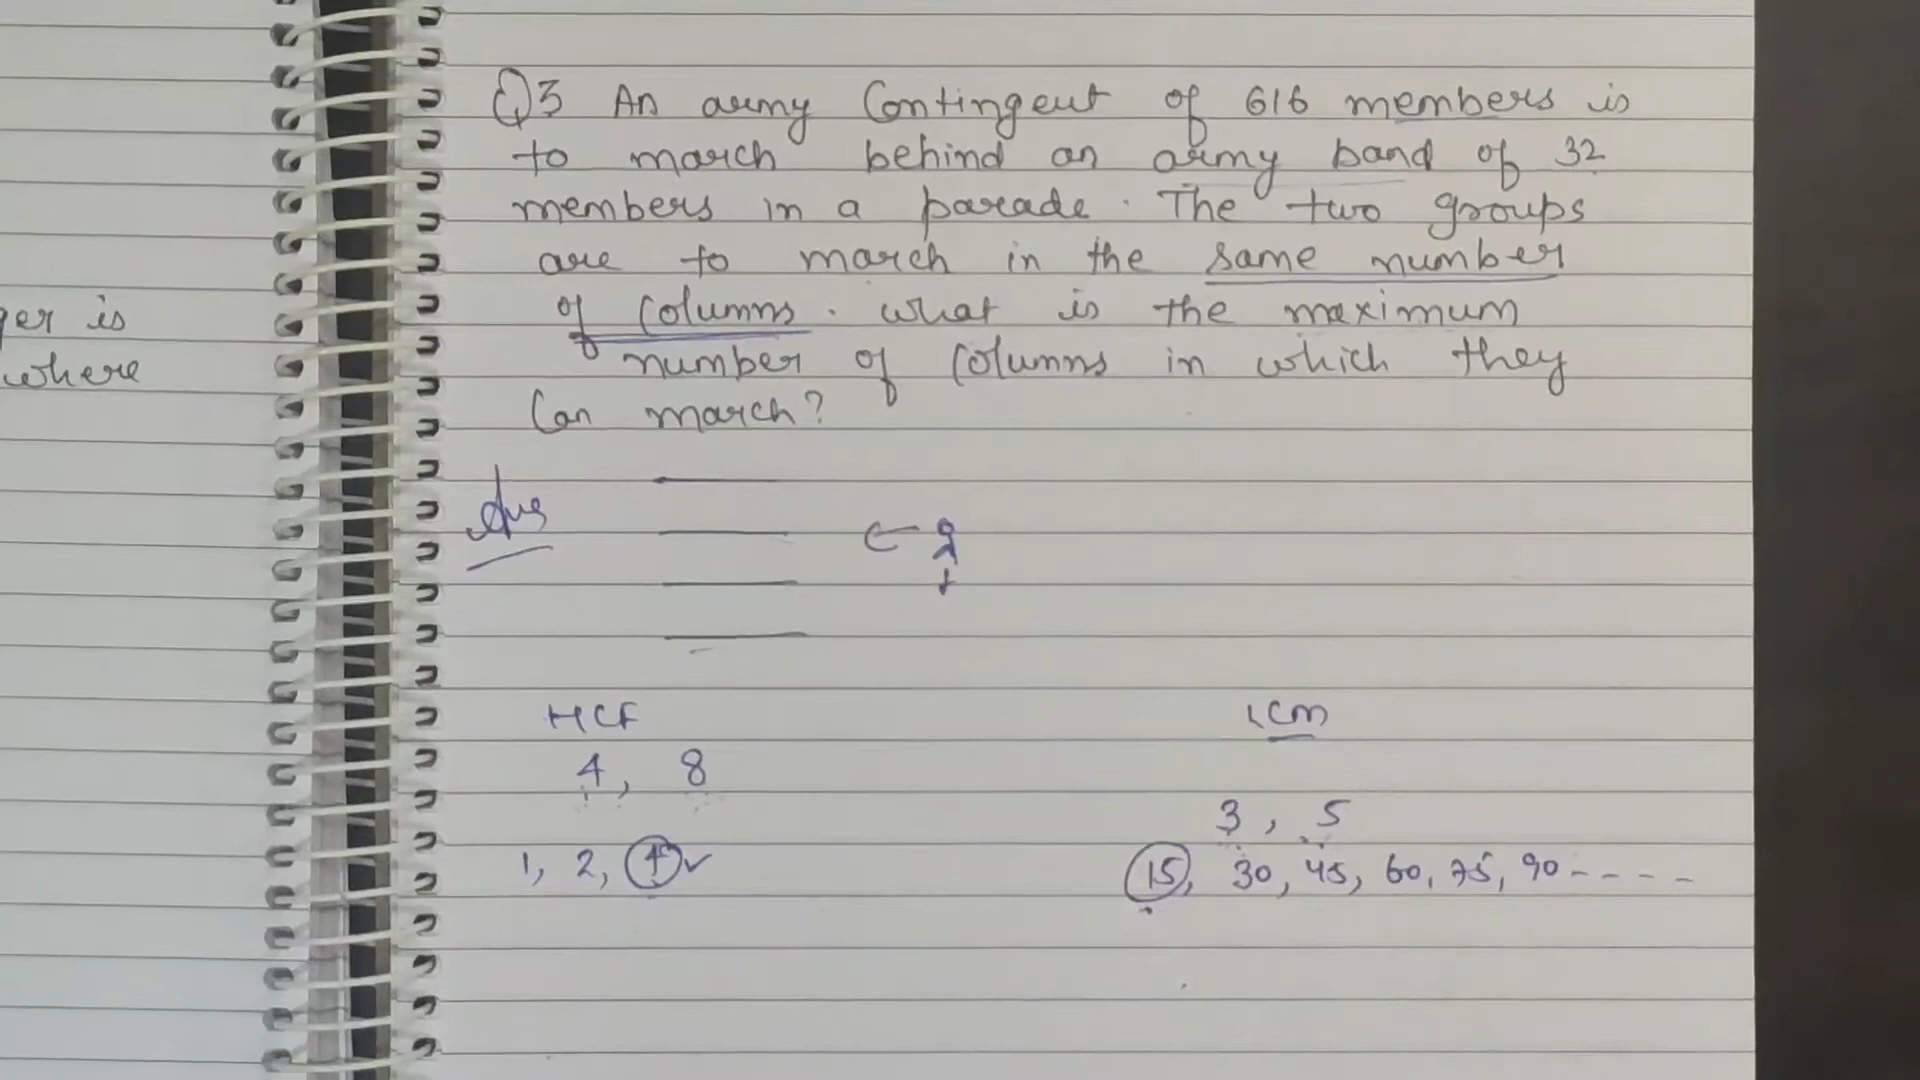 ger is
where
Q3 An army Contingent of 616 members is
to march behind an army band of 32
members in a parade. The two groups
are to march in the same number
of Columns. what is the maximum
number of Columns in which they
Can march?
Ans
HCF
4, 8
1, 2, 4
LCM
3, 5
15, 30, 45, 60, 75, 90 - - - -